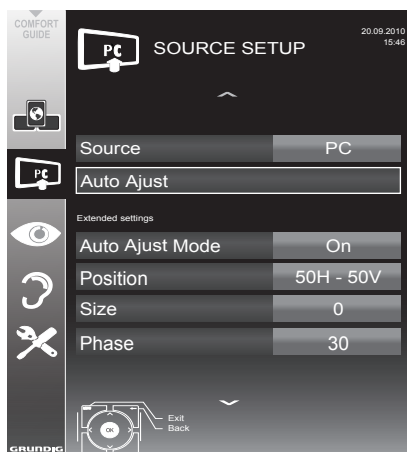 COMFORT
GUIDE
PC
SOURCE SETUP
20.09.2010
15:46
Source PC
PC
Auto Ajust
Extended settings
Auto Ajust Mode On
Position 50H - 50V
Size 0
Phase 30
Exit
Back
OK
GRUNDIG